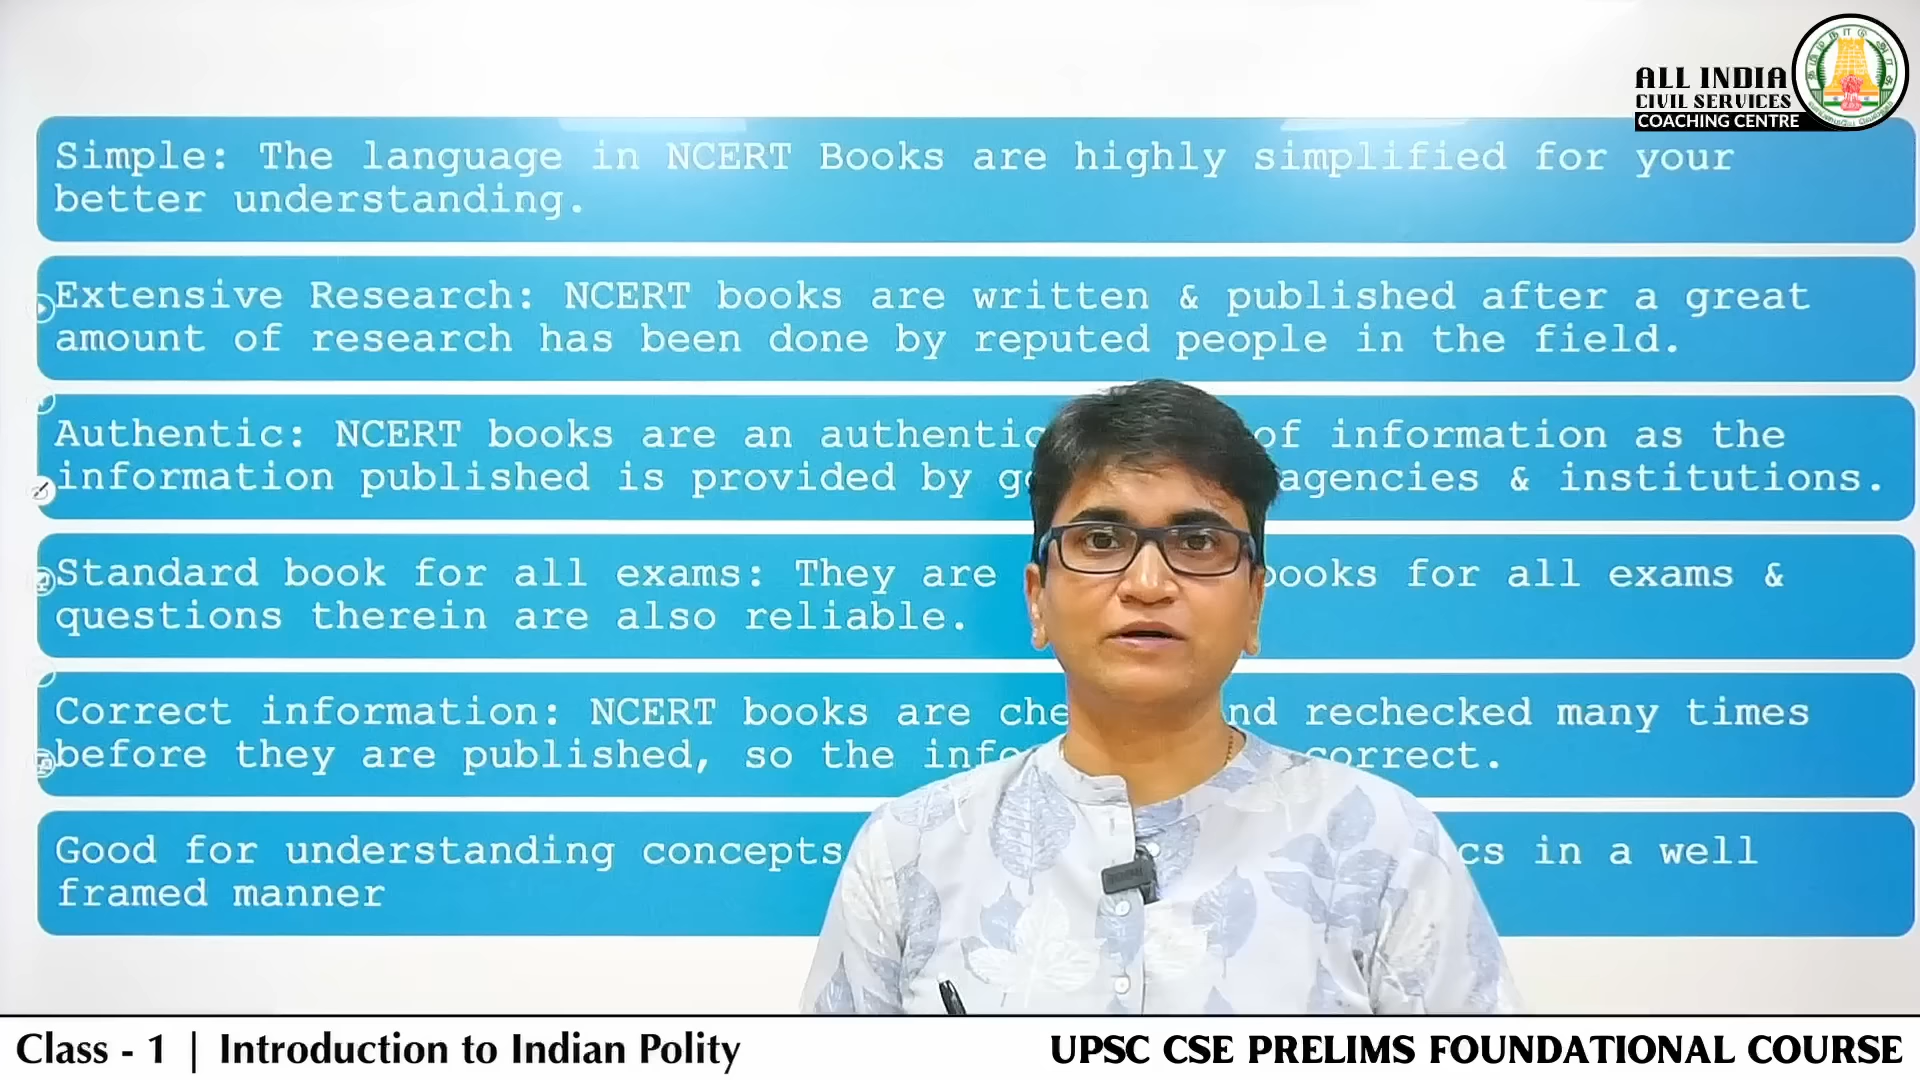 ALL INDIA
CIVIL SERVICES
COACHING CENTRE
Simple: The language in NCERT Books are highly simplified for your
better understanding.
Extensive Research: NCERT books are written & published after a great
amount of research has been done by reputed people in the field.
Authentic: NCERT books are an authentic of information as the
information published is provided by agencies & institutions.
Standard book for all exams: They are books for all exams &
questions therein are also reliable.
Correct information: NCERT books are rechecked many times
before they are published, so the correct.
Good for understanding concepts in a well
framed manner
Class - 1 | Introduction to Indian Polity
UPSC CSE PRELIMS FOUNDATIONAL COURSE